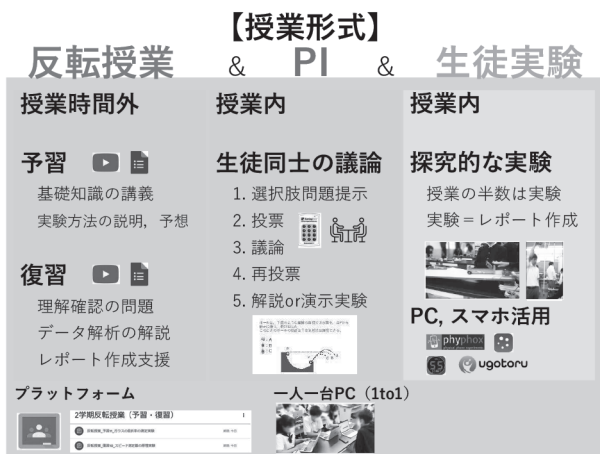 【授業形式】
反転授業 & PI & 生徒実験
授業時間外
予習
基礎知識の講義
実験方法の説明, 予想
復習
理解確認の問題
データ解析の解説
レポート作成支援
授業内
生徒同士の議論
1. 選択肢問題提示
2. 投票
3. 議論
4. 再投票
5. 解説or演示実験
授業内
探究的な実験
授業の半数は実験
実験＝レポート作成
PC, スマホ活用
phyphox
ugotoru
プラットフォーム
2学期反転授業（予習・復習）
一人一台PC（1to1）